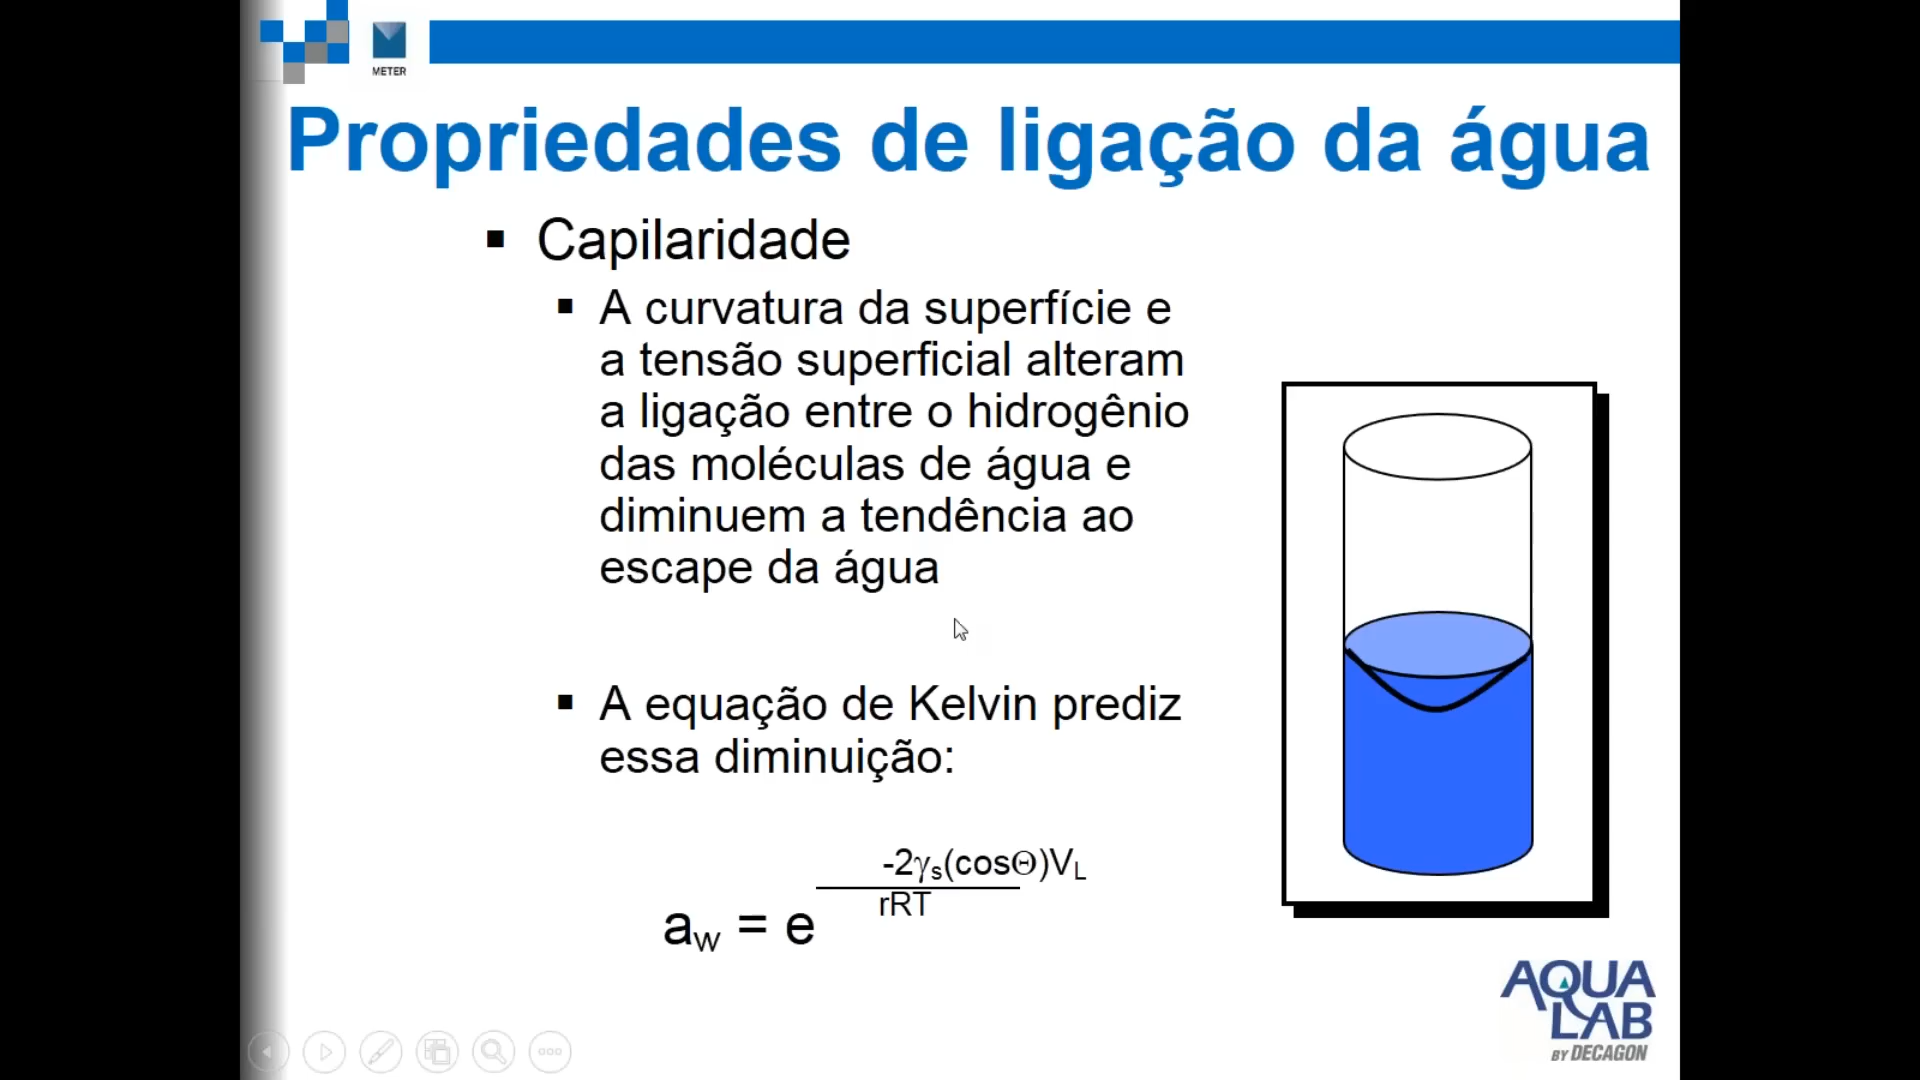 METER
Propriedades de ligação da água
▪ Capilaridade
▪ A curvatura da superfície e
a tensão superficial alteram
a ligação entre o hidrogênio
das moléculas de água e
diminuem a tendência ao
escape da água
▪ A equação de Kelvin prediz
essa diminuição:
-2γs(cosΘ)VL
rRT
aw = e
AQUA
LAB
BY DECAGON